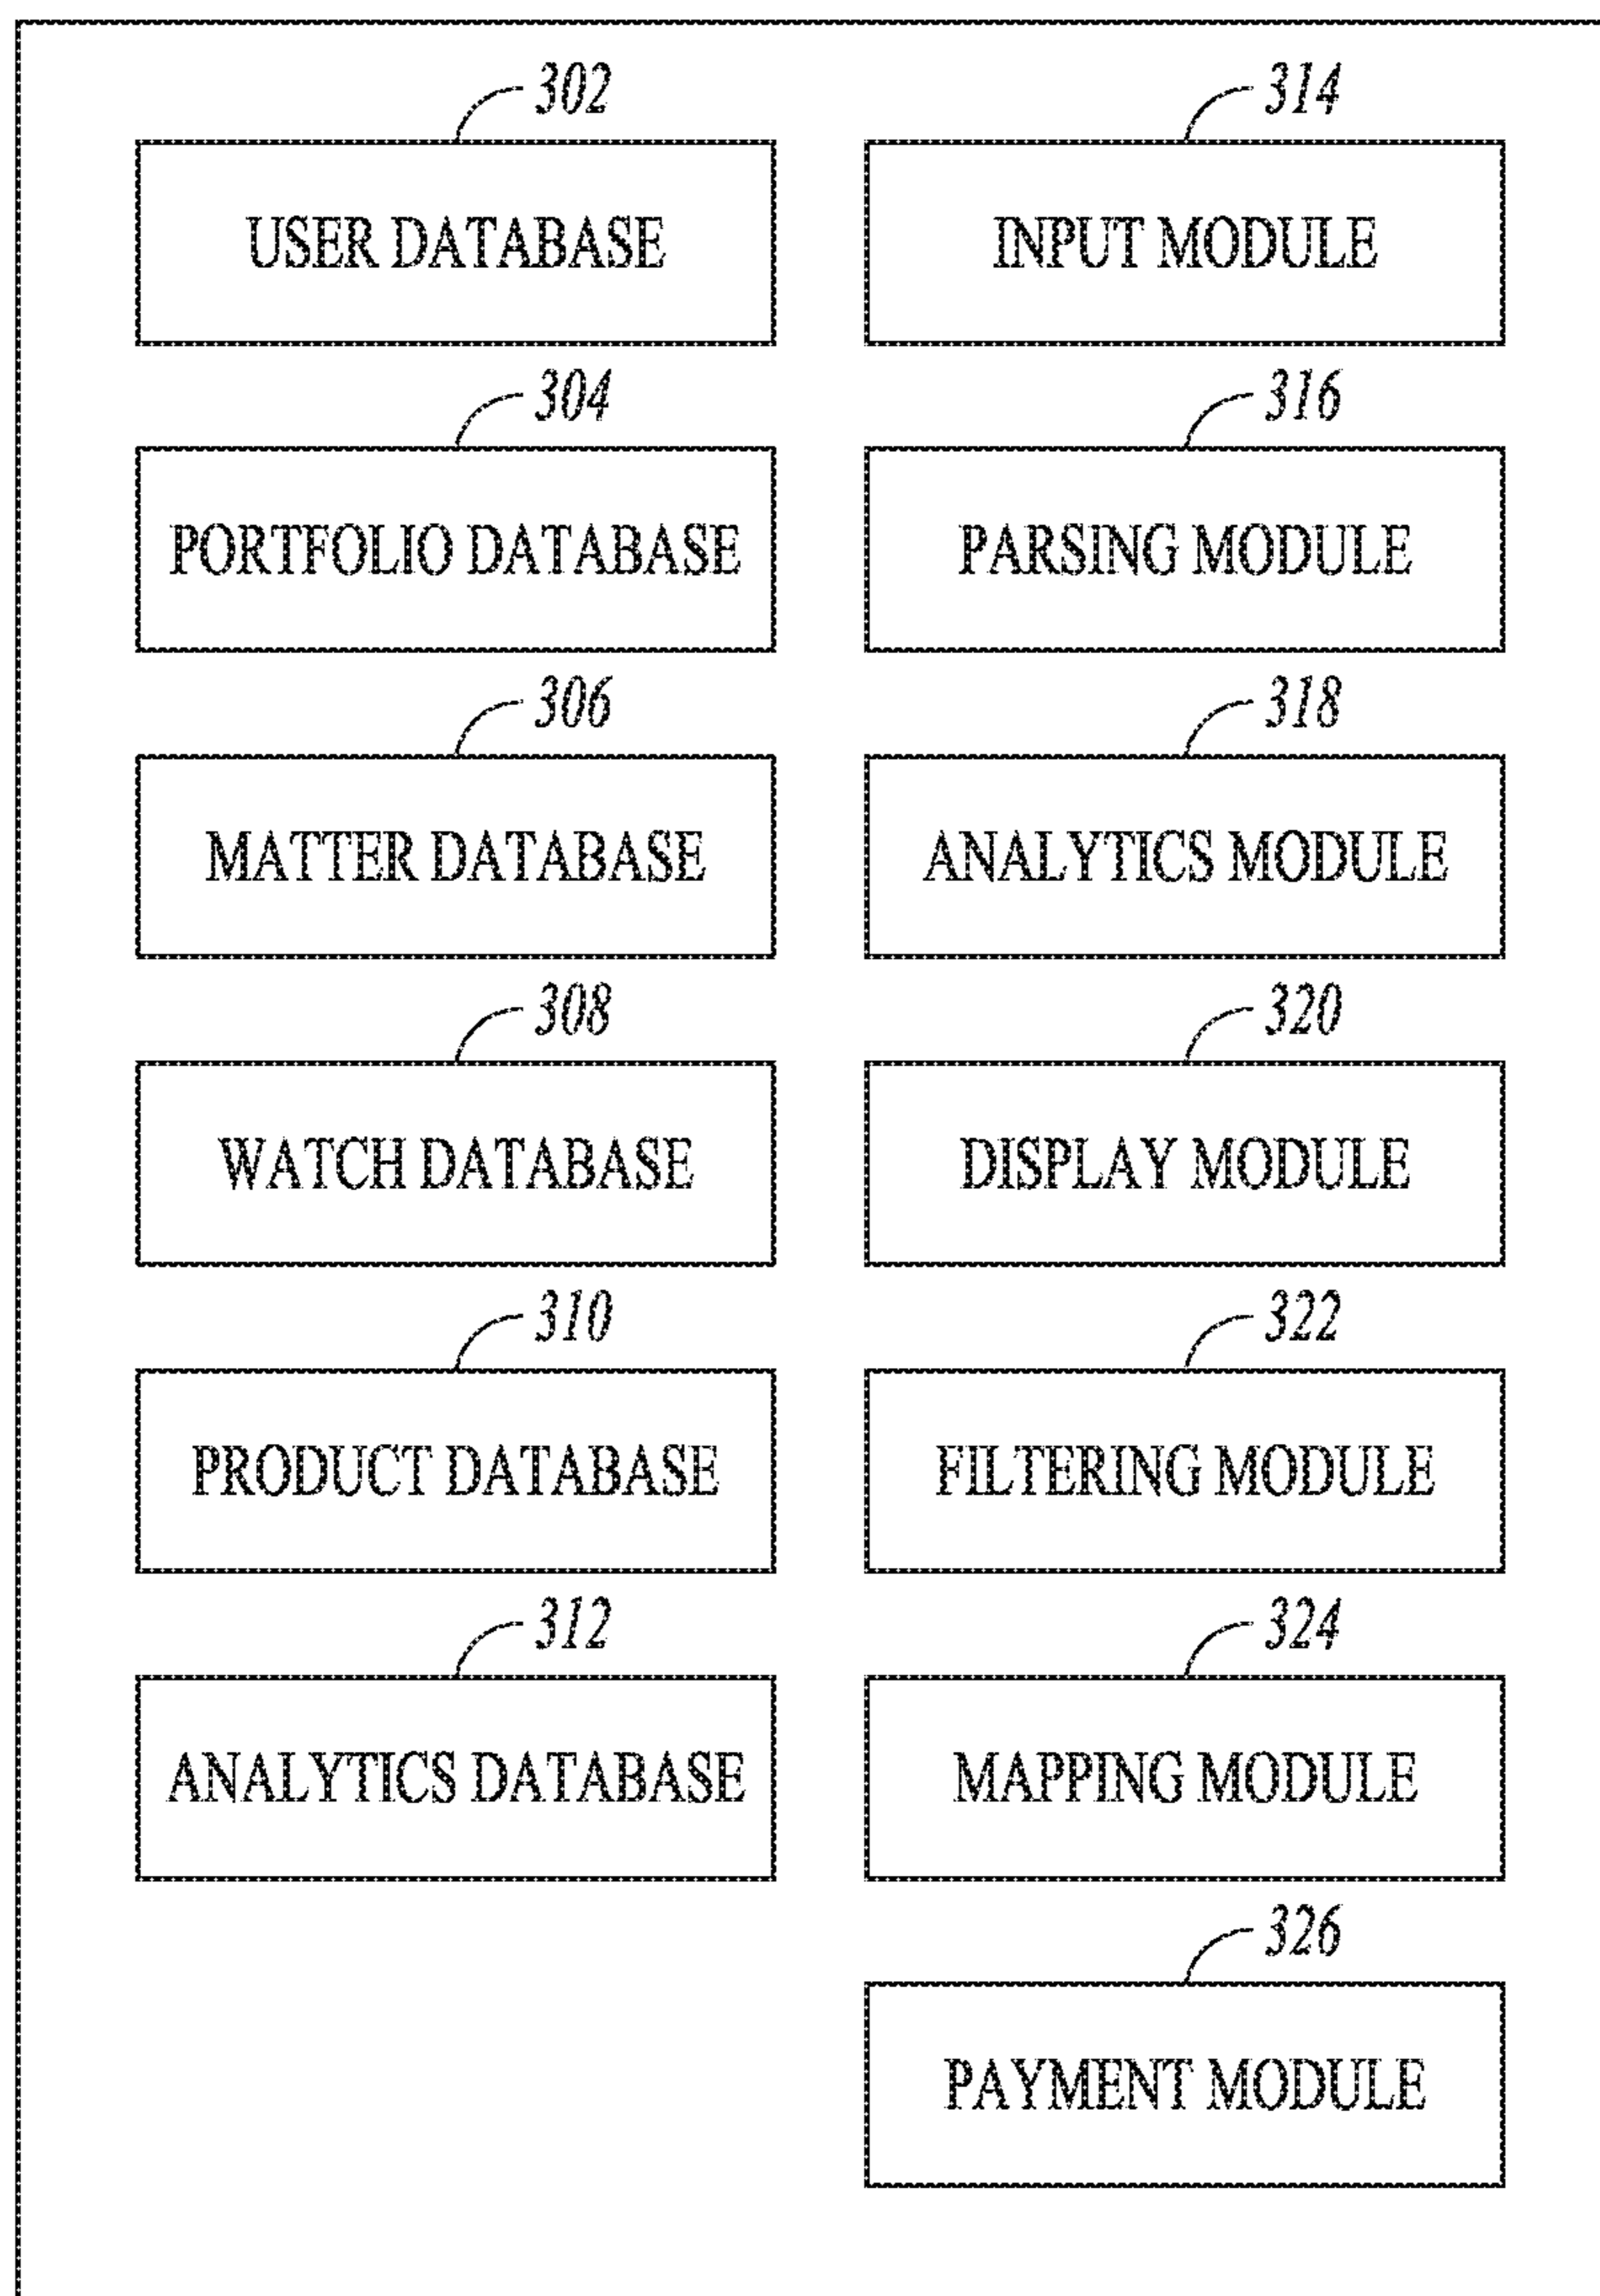 302
USER DATABASE
304
PORTFOLIO DATABASE
306
MATTER DATABASE
308
WATCH DATABASE
310
PRODUCT DATABASE
312
ANALYTICS DATABASE
314
INPUT MODULE
316
PARSING MODULE
318
ANALYTICS MODULE
320
DISPLAY MODULE
322
FILTERING MODULE
324
MAPPING MODULE
326
PAYMENT MODULE